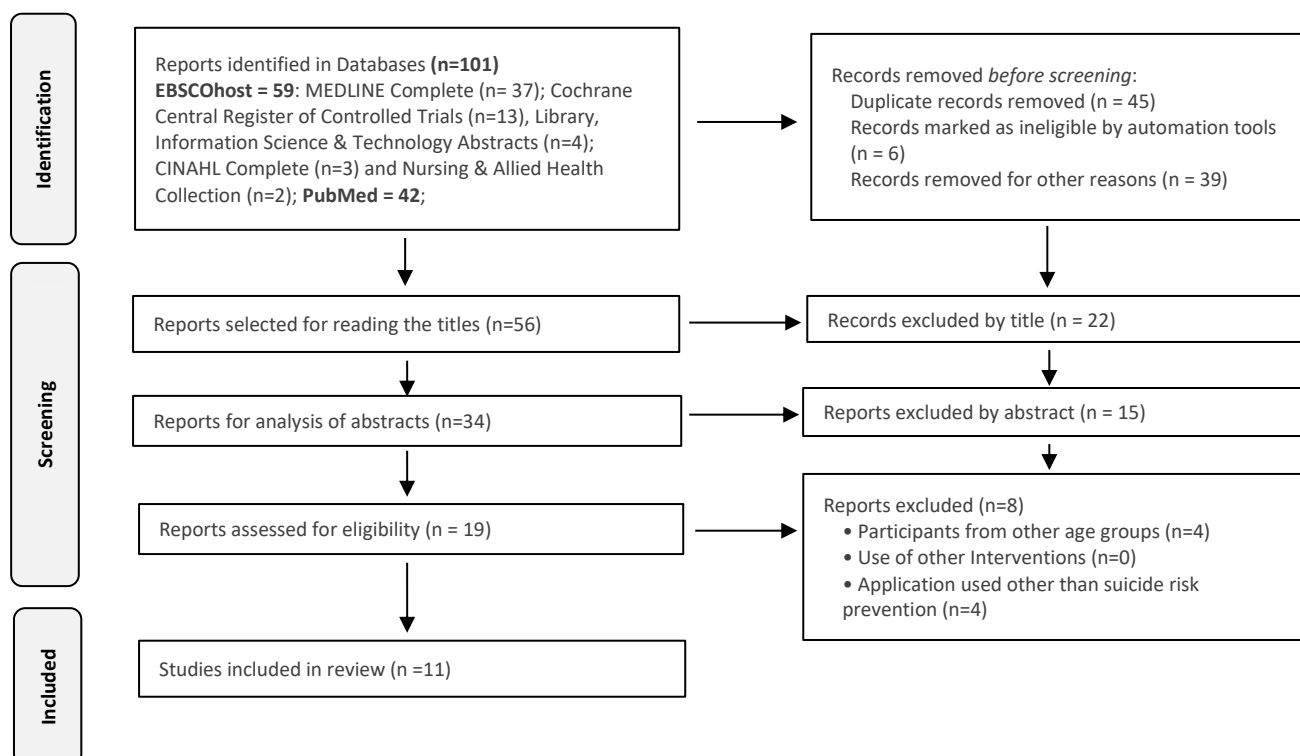 Identification
Reports identified in Databases (n=101)
EBSCOhost = 59: MEDLINE Complete (n= 37); Cochrane
Central Register of Controlled Trials (n=13), Library,
Information Science & Technology Abstracts (n=4);
CINAHL Complete (n=3) and Nursing & Allied Health
Collection (n=2); PubMed = 42;
Records removed before screening:
Duplicate records removed (n = 45)
Records marked as ineligible by automation tools
(n = 6)
Records removed for other reasons (n = 39)
Screening
Reports selected for reading the titles (n=56)
Records excluded by title (n = 22)
Reports for analysis of abstracts (n=34)
Reports excluded by abstract (n = 15)
Reports assessed for eligibility (n = 19)
Reports excluded (n=8)
• Participants from other age groups (n=4)
• Use of other Interventions (n=0)
• Application used other than suicide risk
prevention (n=4)
Included
Studies included in review (n =11)